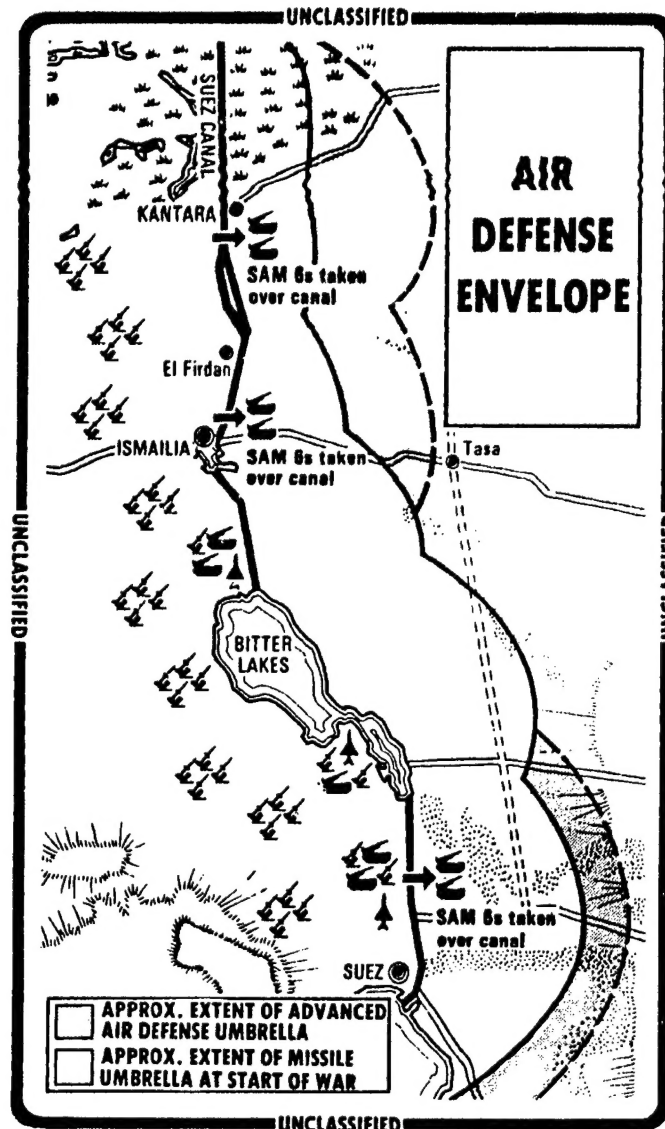 UNCLASSIFIED
AIR
DEFENSE
ENVELOPE
SUEZ CANAL
KANTARA
SAM 6s taken
over canal
El Firdan
ISMAILIA
SAM 6s taken
over canal
Tasa
UNCLASSIFIED
BITTER
LAKES
SAM 6s taken
over canal
SUEZ
APPROX. EXTENT OF ADVANCED
AIR DEFENSE UMBRELLA
APPROX. EXTENT OF MISSILE
UMBRELLA AT START OF WAR
UNCLASSIFIED